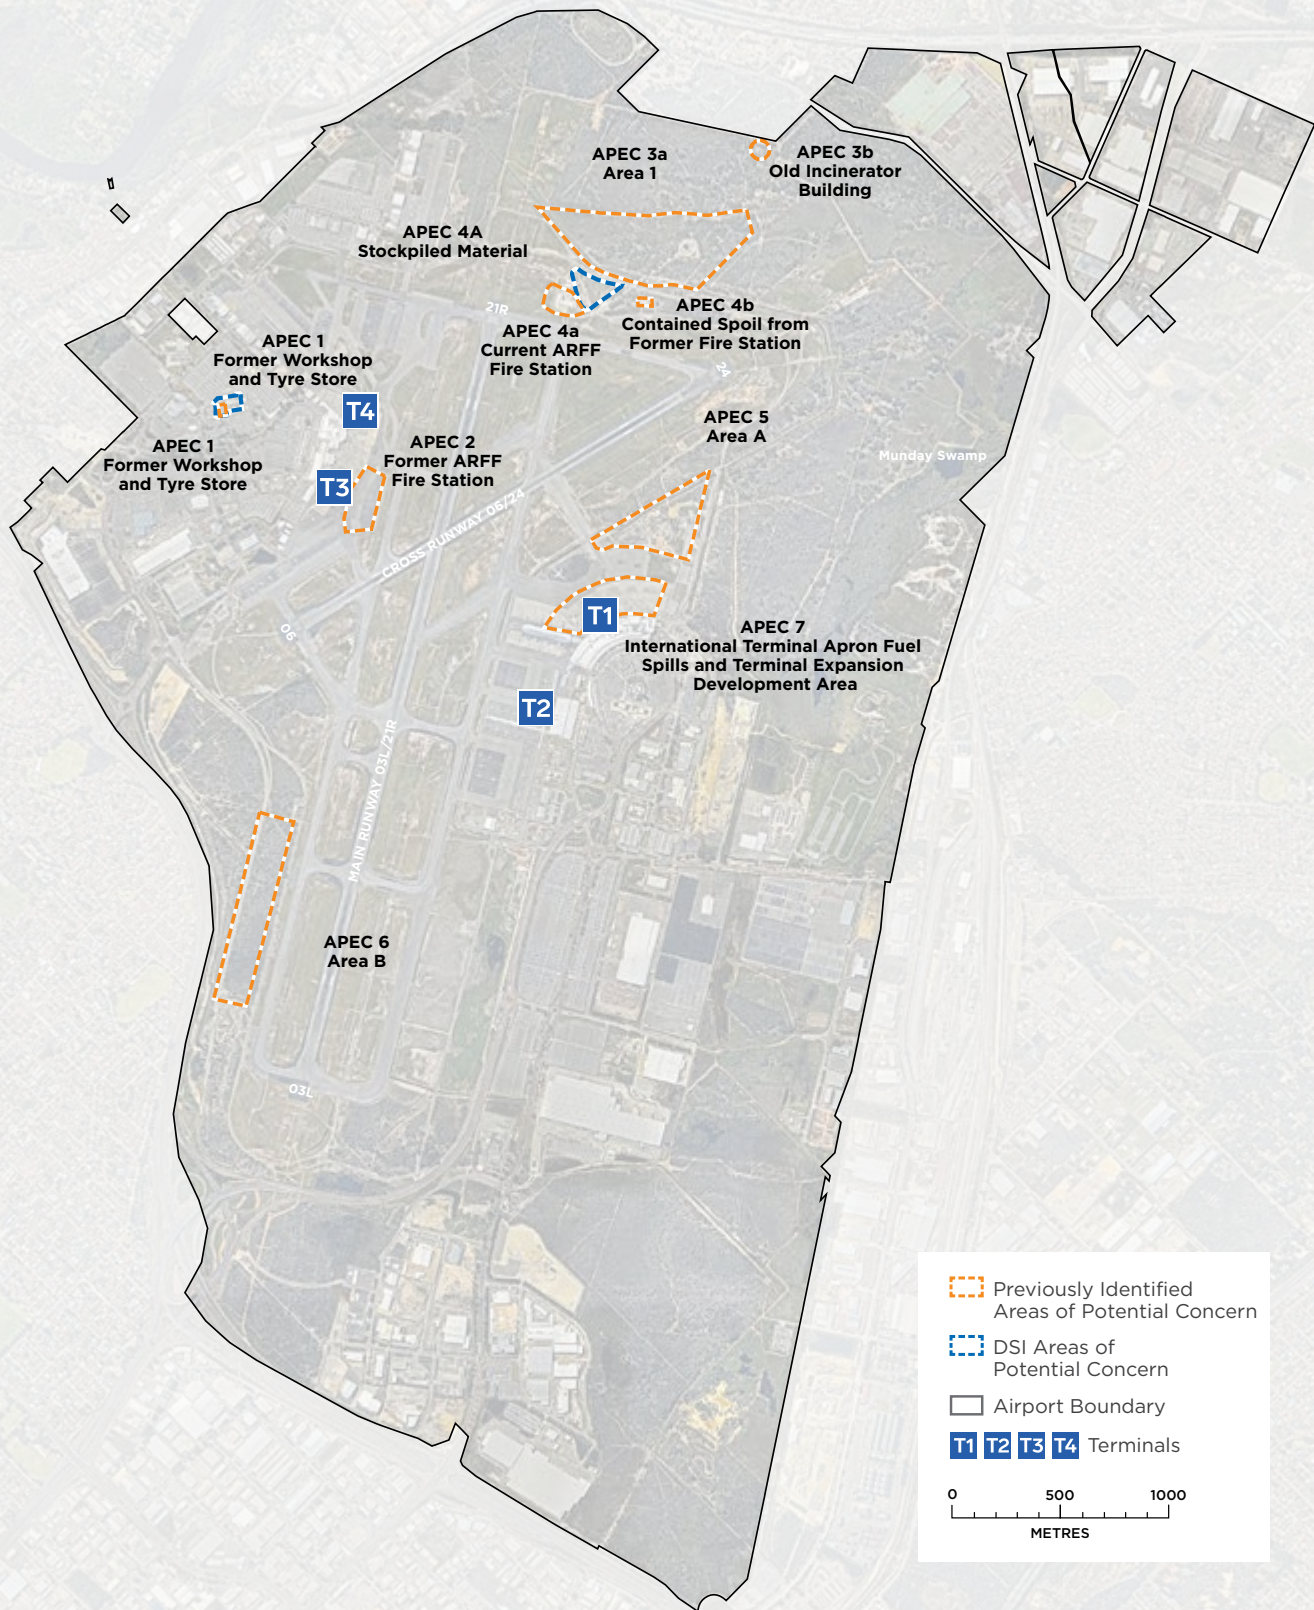 APEC 3a
Area 1
APEC 3b
Old Incinerator
Building
APEC 4A
Stockpiled Material
21R
APEC 4b
Contained Spoil from
Former Fire Station
APEC 4a
Current ARFF
Fire Station
APEC 1
Former Workshop
and Tyre Store
24
T4
APEC 5
Area A
APEC 2
Former ARFF
Fire Station
APEC 1
Former Workshop
and Tyre Store
Munday Swamp
T3
CROSS RUNWAY 06/24
T1
06
APEC 7
International Terminal Apron Fuel
Spills and Terminal Expansion
Development Area
T2
MAIN RUNWAY 03L/21R
APEC 6
Area B
03L
Previously Identified
Areas of Potential Concern
DSI Areas of
Potential Concern
Airport Boundary
T1 T2 T3 T4 Terminals
0 500 1000
METRES